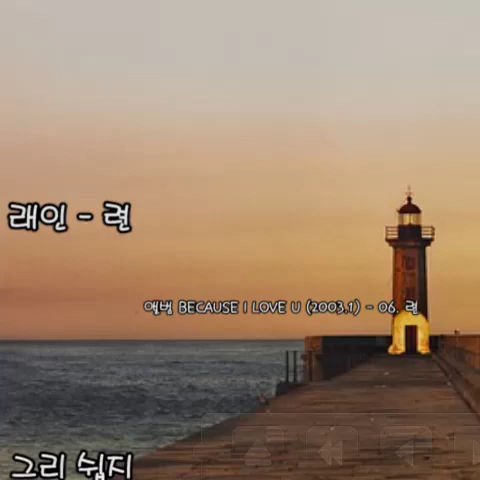 래인 - 련
앨범 BECAUSE I LOVE U (2003.1) - 06. 련
그리 쉽지